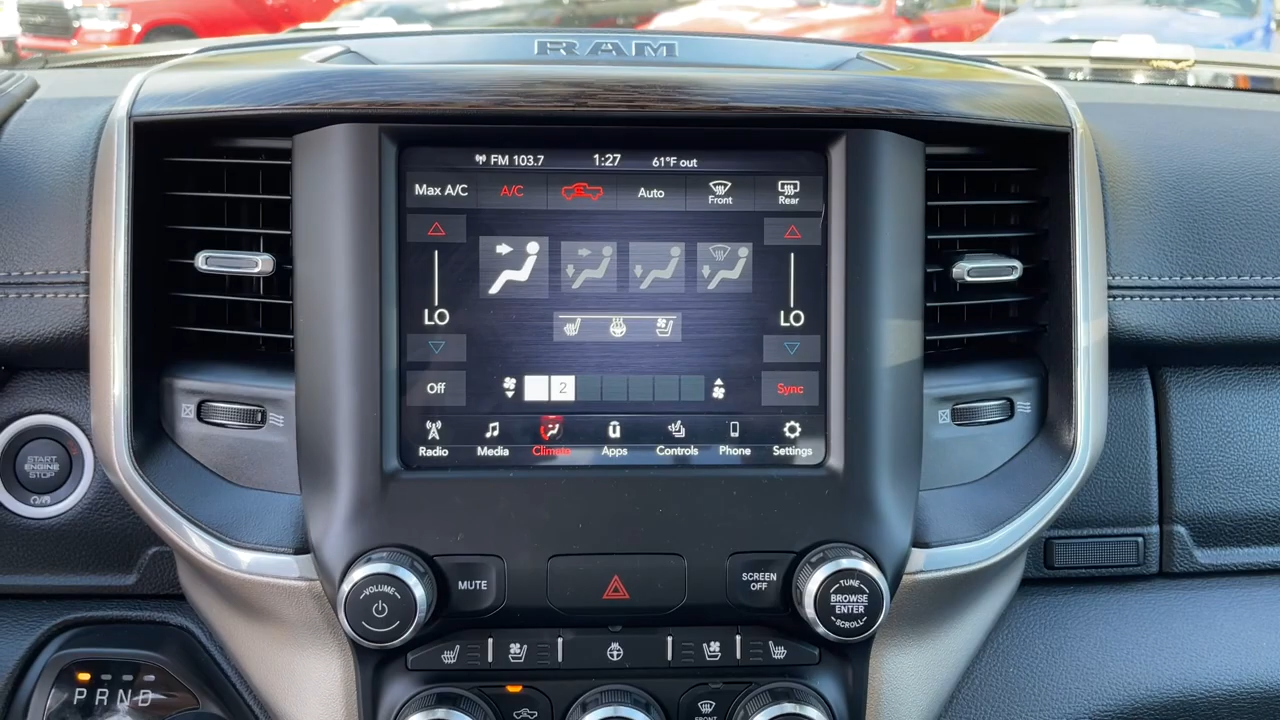 RAM
FM 103.7 1:27 61°F out
Max A/C A/C Auto Front Rear
LO LO
Off 2 Sync
Radio Media Climate Apps Controls Phone Settings
START
ENGINE
STOP
VOLUME
MUTE
SCREEN
OFF
TUNE
BROWSE
ENTER
SCROLL
P R N D
FRONT